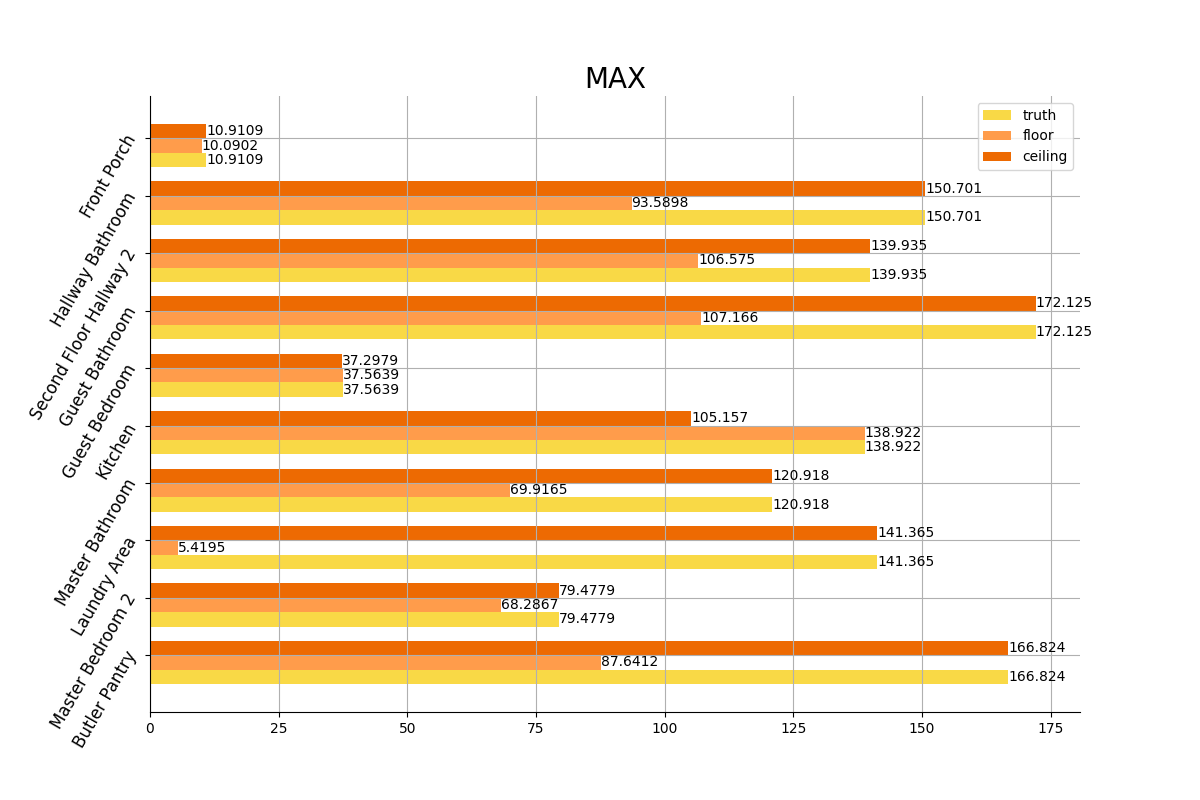 MAX
truth
floor
ceiling
Front Porch
10.9109
10.0902
10.9109
Hallway Bathroom
150.701
93.5898
150.701
Second Floor Hallway 2
139.935
106.575
139.935
Guest Bathroom
172.125
107.166
172.125
Guest Bedroom
37.2979
37.5639
37.5639
Kitchen
105.157
138.922
138.922
Master Bathroom
120.918
69.9165
120.918
Laundry Area
141.365
5.4195
141.365
Master Bedroom 2
79.4779
68.2867
79.4779
Butler Pantry
166.824
87.6412
166.824
0 25 50 75 100 125 150 175